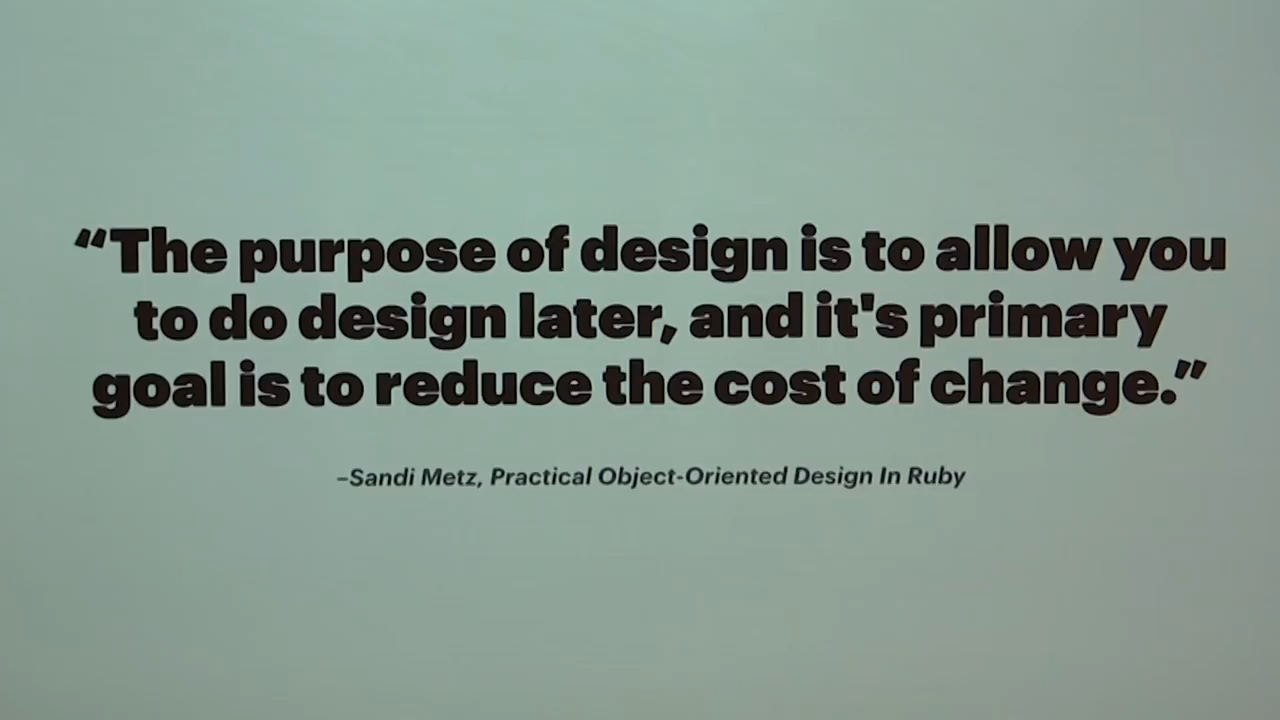 “The purpose of design is to allow you
to do design later, and it's primary
goal is to reduce the cost of change.”
–Sandi Metz, Practical Object-Oriented Design In Ruby